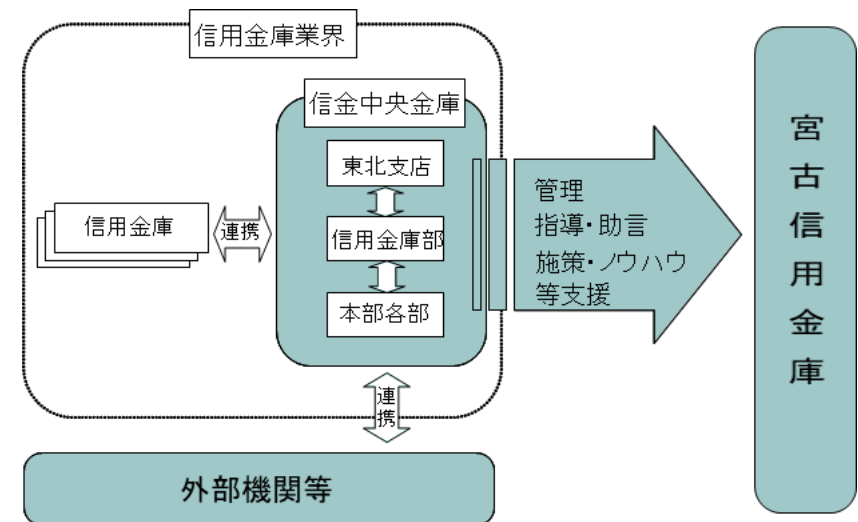 信用金庫業界
信金中央金庫
東北支店
信用金庫
連携
信用金庫部
本部各部
管理
指導・助言
施策・ノウハウ
等支援
宮古信用金庫
連携
外部機関等